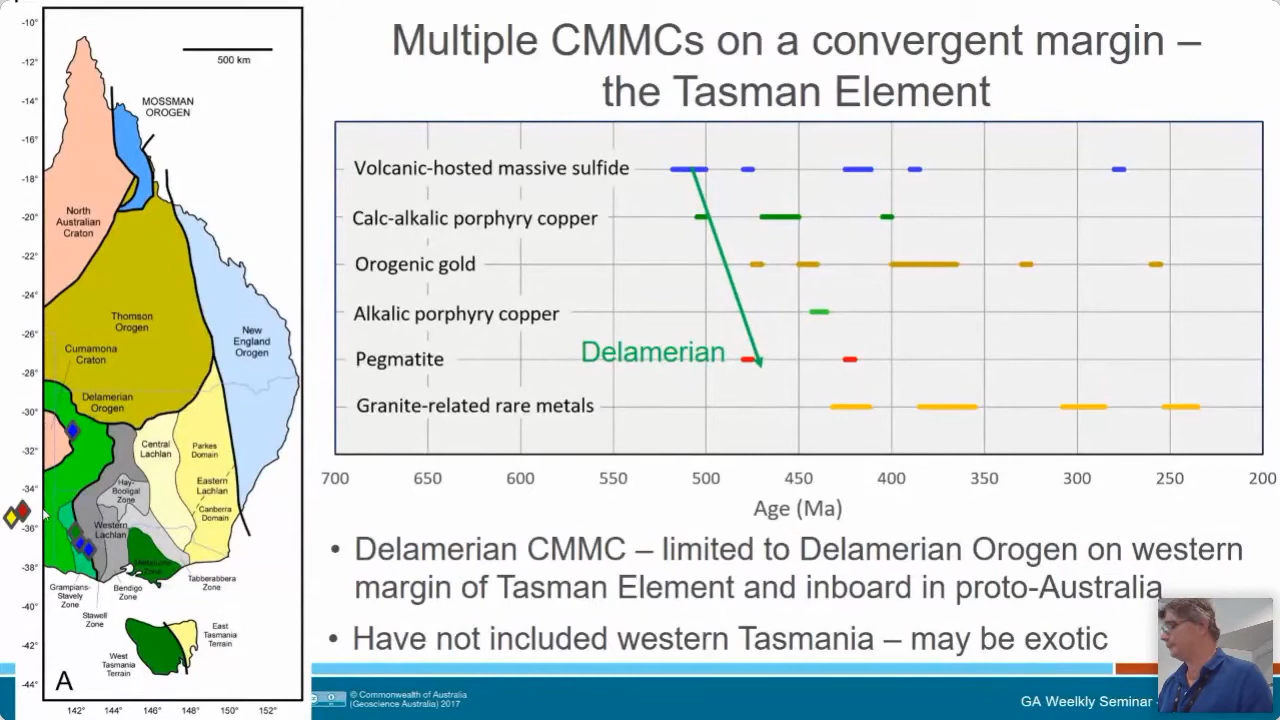 Multiple CMMCs on a convergent margin –
the Tasman Element
-10°
-12°
-14°
-16°
-18°
-20°
-22°
-24°
-26°
-28°
-30°
-32°
-34°
-36°
-38°
-40°
-42°
-44°
500 km
MOSSMAN
OROGEN
North
Australian
Craton
Thomson
Orogen
New
England
Orogen
Curnamona
Craton
Delamerian
Orogen
Central
Lachlan
Parkes
Domain
Hay-
Booligal
Zone
Eastern
Lachlan
Canberra
Domain
Western
Lachlan
Tabberabbera
Zone
Grampians-
Stavely
Zone
Bendigo
Zone
Stawell
Zone
East
Tasmania
Terrain
West
Tasmania
Terrain
A
142° 144° 146° 148° 150° 152°
Volcanic-hosted massive sulfide
Calc-alkalic porphyry copper
Orogenic gold
Alkalic porphyry copper
Delamerian
Pegmatite
Granite-related rare metals
700 650 600 550 500 450 400 350 300 250 200
Age (Ma)
• Delamerian CMMC – limited to Delamerian Orogen on western
margin of Tasman Element and inboard in proto-Australia
• Have not included western Tasmania – may be exotic
© Commonwealth of Australia
(Geoscience Australia) 2017
GA Weelkly Seminar -